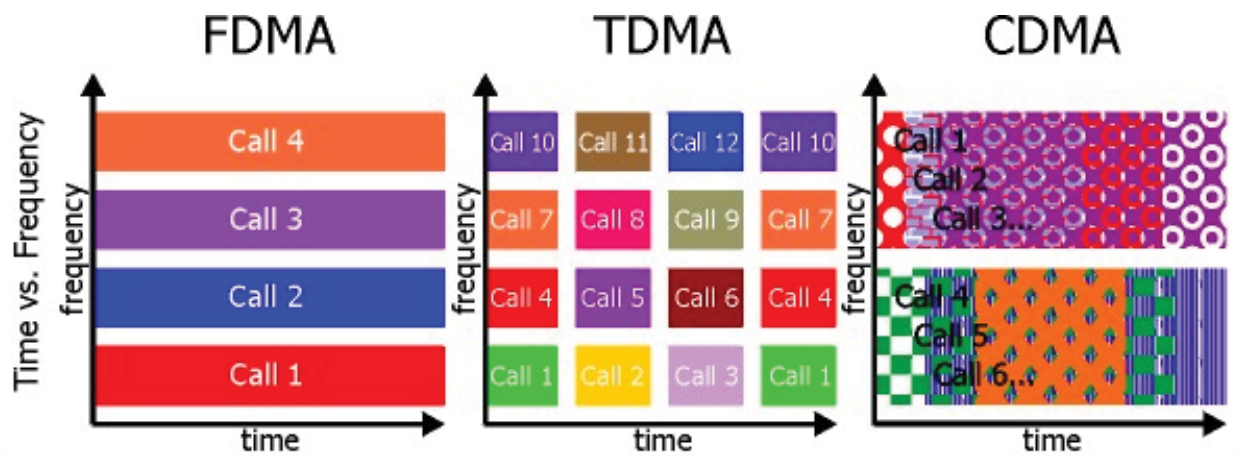 FDMA
TDMA
CDMA
Time vs. Frequency
frequency
Call 4
Call 3
Call 2
Call 1
time
frequency
Call 10 Call 11 Call 12 Call 10
Call 7 Call 8 Call 9 Call 7
Call 4 Call 5 Call 6 Call 4
Call 1 Call 2 Call 3 Call 1
time
frequency
Call 1
Call 2
Call 3...
Call 4
Call 5
Call 6...
time